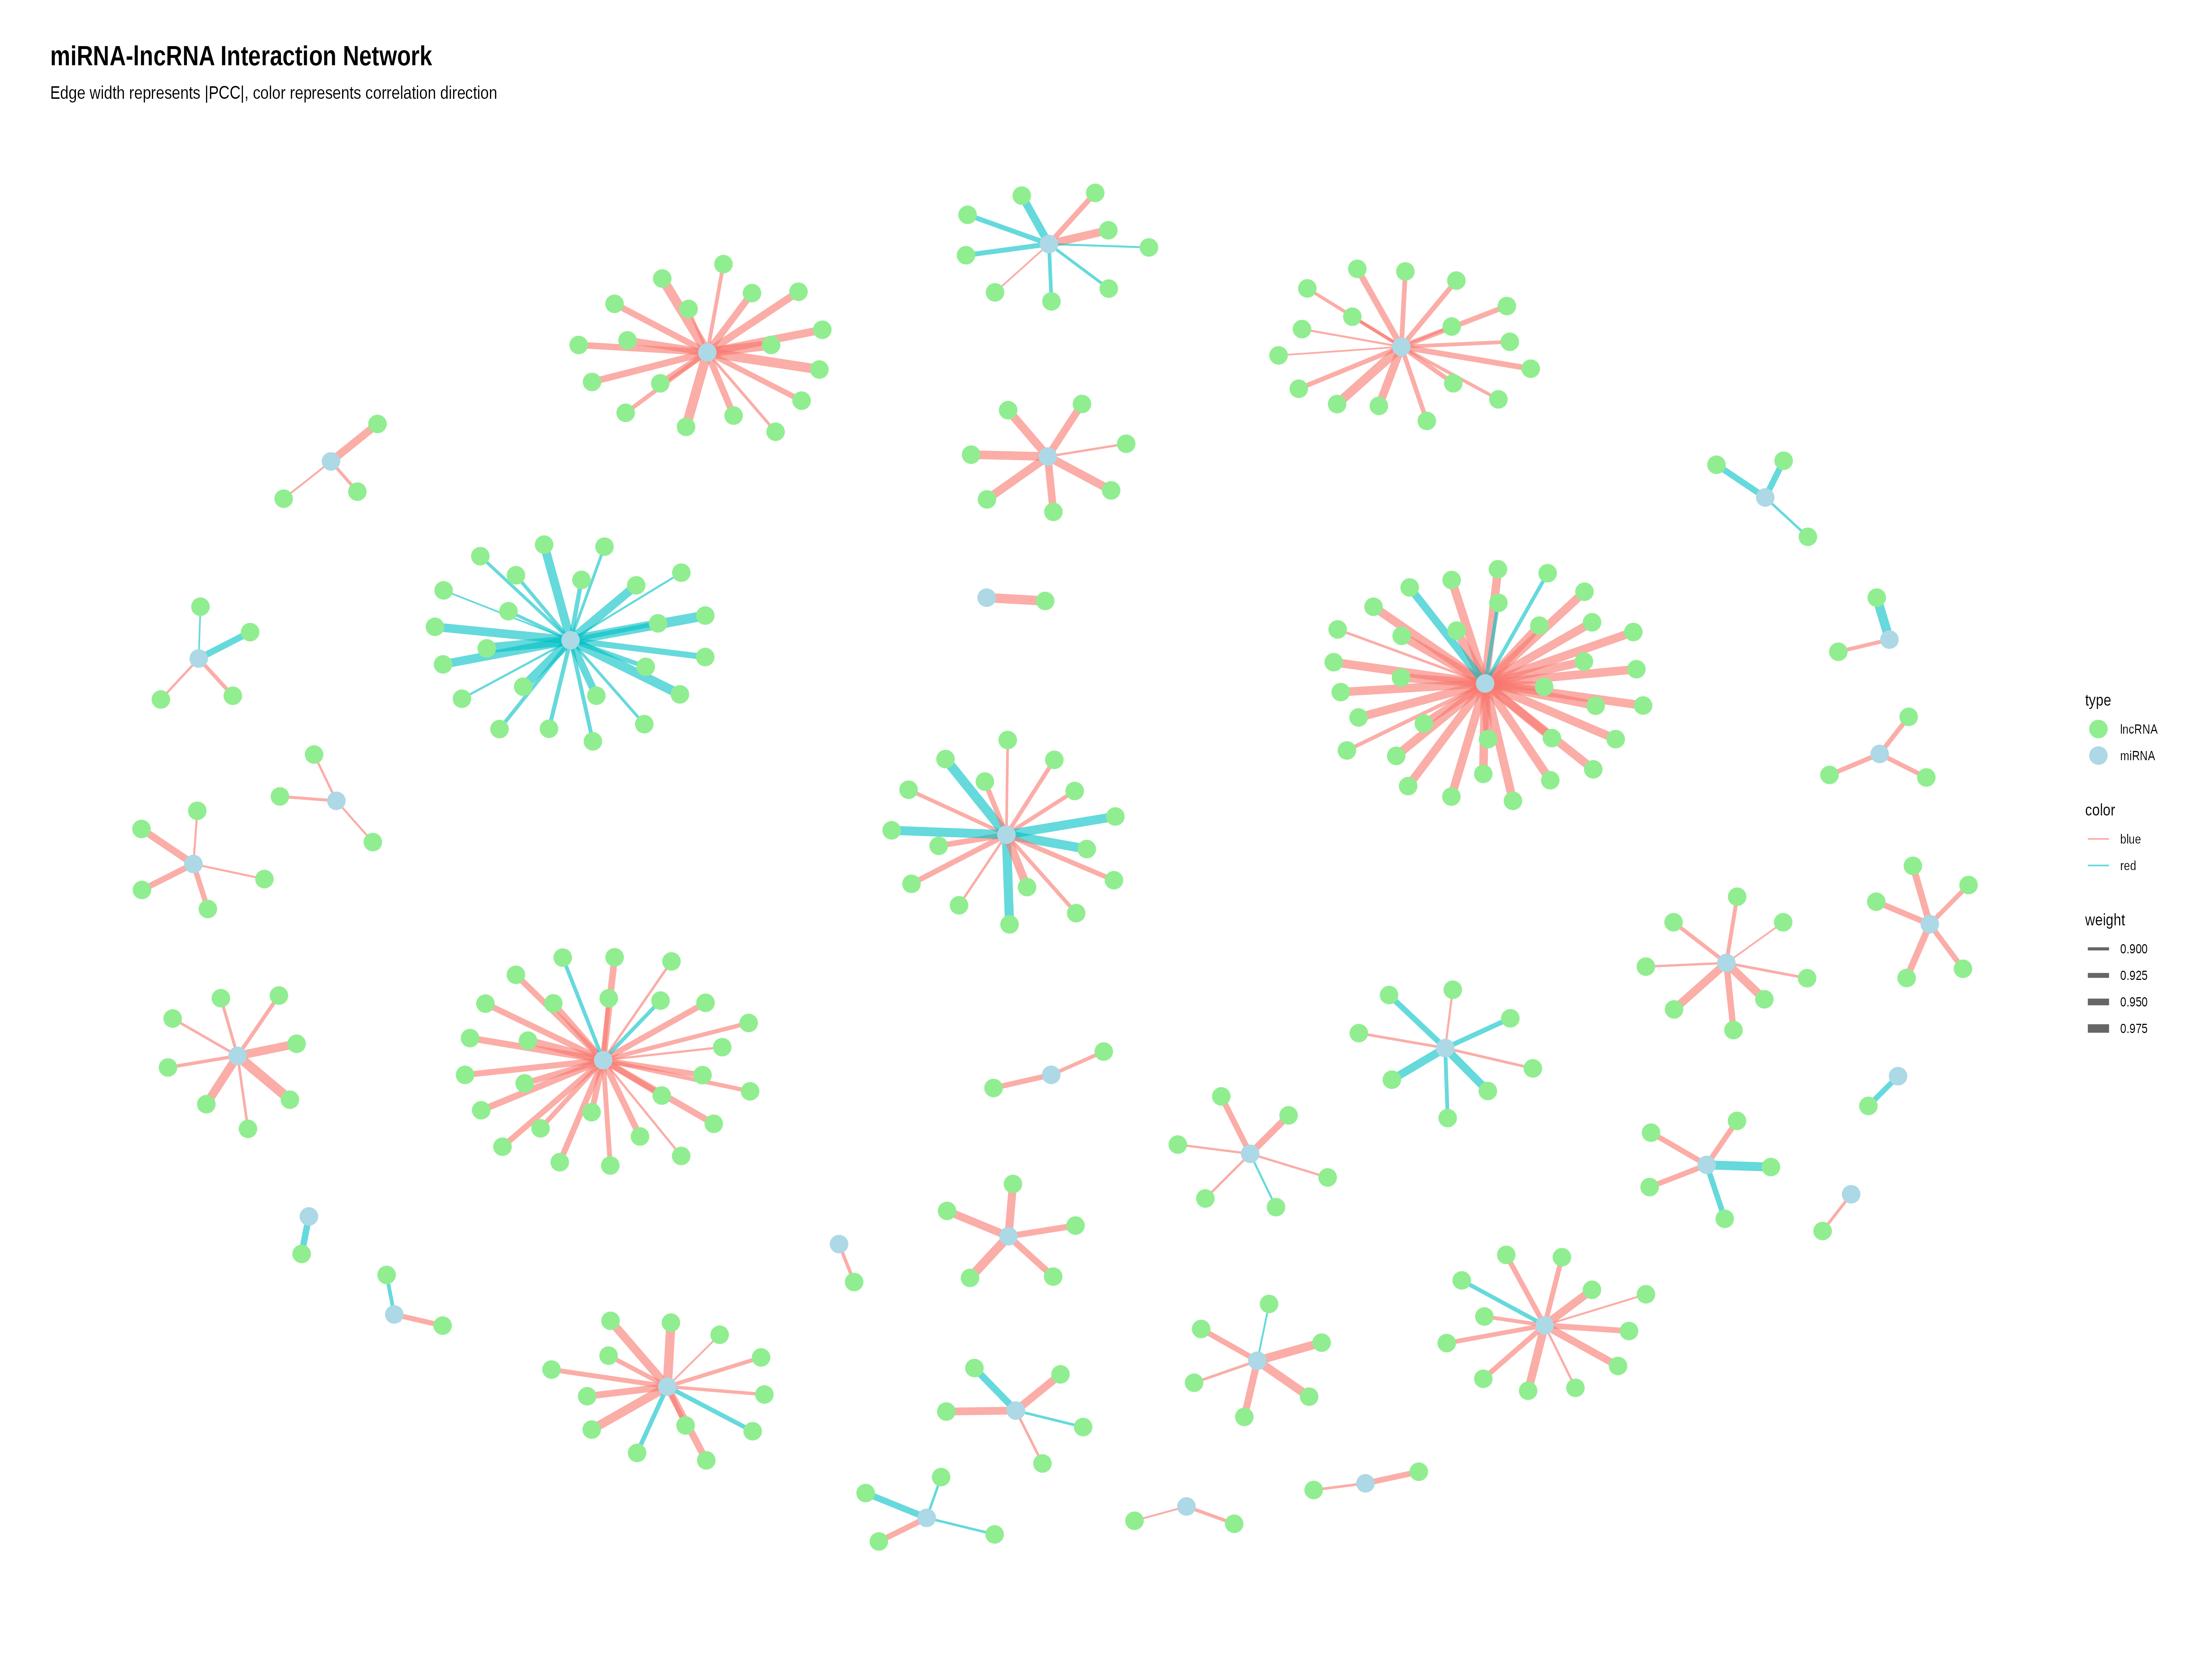 miRNA-lncRNA Interaction Network
Edge width represents |PCC|, color represents correlation direction
type
lncRNA
miRNA
color
blue
red
weight
0.900
0.925
0.950
0.975